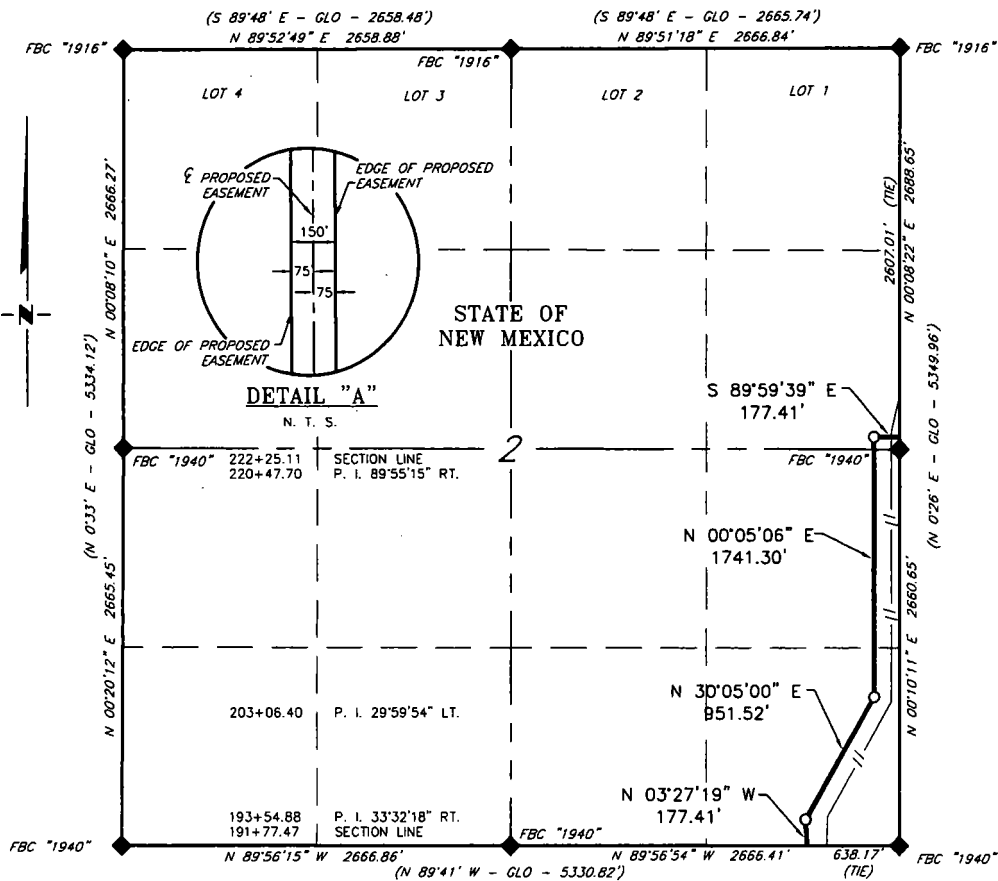 (S 89°48' E - GLO - 2658.48')
(S 89°48' E - GLO - 2665.74')
N 89°52'49" E 2658.88'
N 89°51'18" E 2666.84'
FBC "1916"
FBC "1916"
FBC "1916"
LOT 4
LOT 3
LOT 2
LOT 1
N 00°08'10" E 2666.27'
℄ PROPOSED
EASEMENT
EDGE OF PROPOSED
EASEMENT
150'
75'
75
EDGE OF PROPOSED
EASEMENT
DETAIL "A"
N. T. S.
N
STATE OF
NEW MEXICO
2607.01' (TIE)
N 00°08'22" E 2688.65'
(N 0°33' E - GLO - 5334.12')
(N 0°26' E - GLO - 5349.96')
S 89°59'39" E
177.41'
2
FBC "1940"
222+25.11 SECTION LINE
220+47.70 P. I. 89°55'15" RT.
FBC "1940"
N 00°05'06" E
1741.30'
N 00°20'12" E 2665.45'
N 00°10'11" E 2660.65'
N 30°05'00" E
951.52'
203+06.40 P. I. 29°59'54" LT.
N 03°27'19" W
177.41'
193+54.88 P. I. 33°32'18" RT.
191+77.47 SECTION LINE
FBC "1940"
FBC "1940"
FBC "1940"
N 89°56'15" W 2666.86'
N 89°56'54" W 2666.41'
638.17'
(TIE)
(N 89°41' W - GLO - 5330.82')